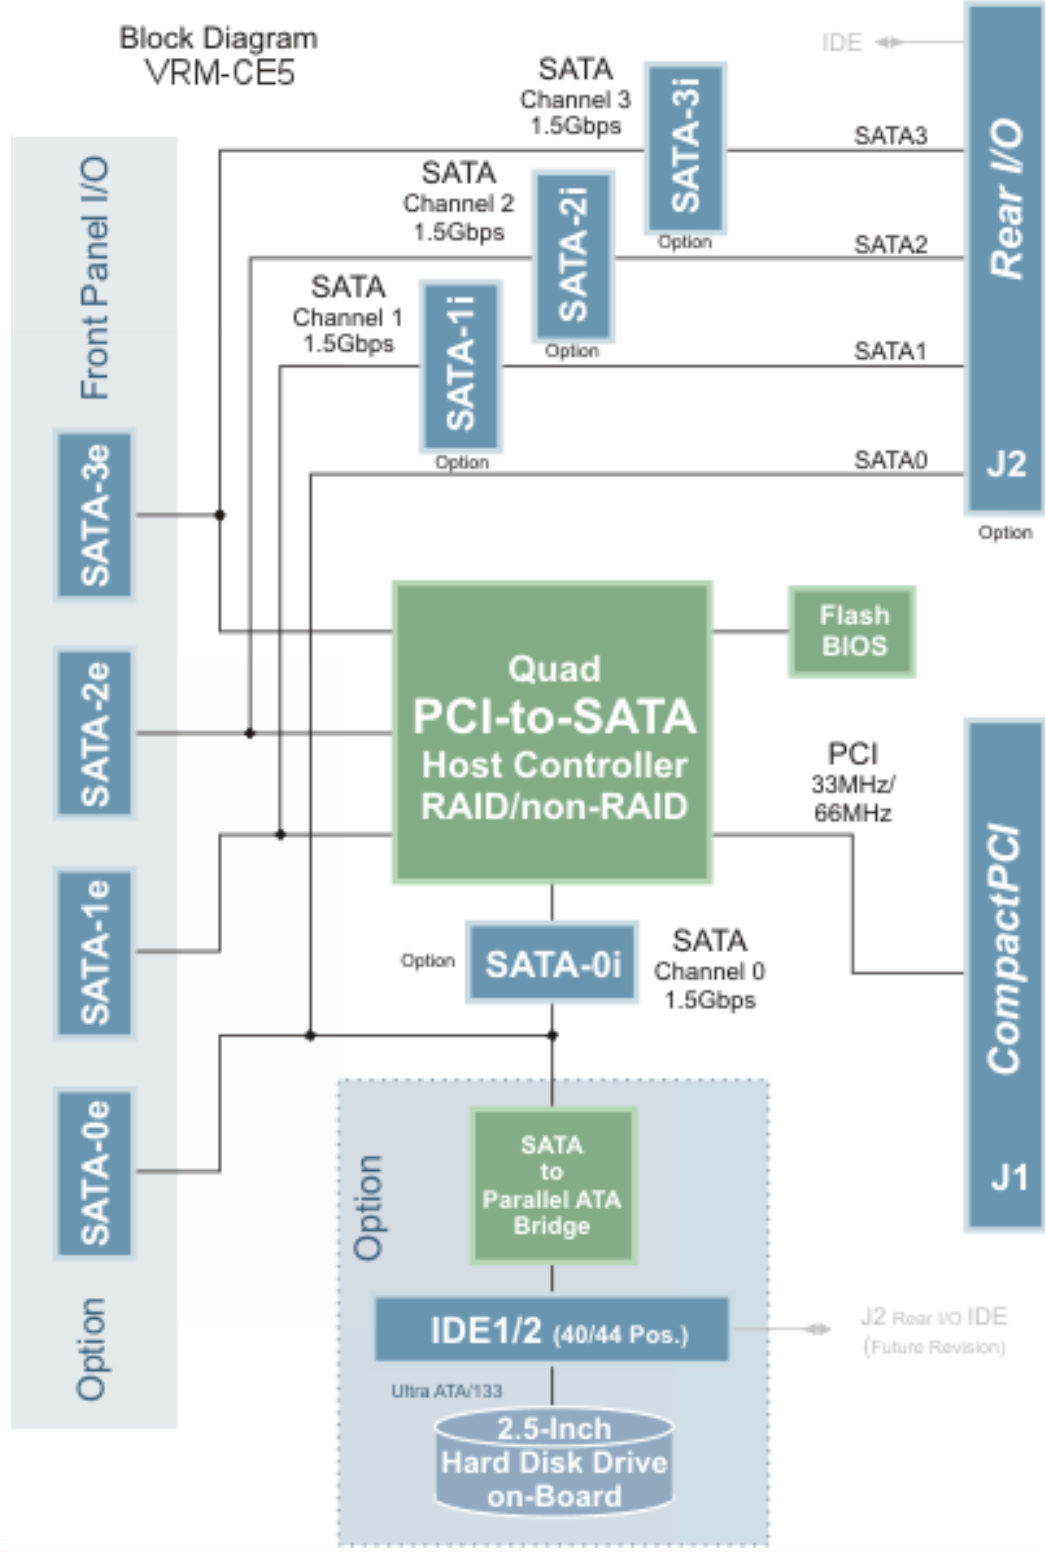 Block Diagram
VRM-CE5
IDE
SATA
Channel 3
1.5Gbps
SATA-3i
Option
SATA3
Rear I/O
SATA
Channel 2
1.5Gbps
SATA-2i
Option
SATA2
Front Panel I/O
SATA
Channel 1
1.5Gbps
SATA-1i
Option
SATA1
SATA0
J2
Option
SATA-3e
SATA-2e
SATA-1e
SATA-0e
Option
Quad
PCI-to-SATA
Host Controller
RAID/non-RAID
Flash
BIOS
PCI
33MHz/
66MHz
CompactPCI
J1
Option
SATA-0i
SATA
Channel 0
1.5Gbps
Option
SATA
to
Parallel ATA
Bridge
IDE1/2 (40/44 Pos.)
J2 Rear I/O IDE
(Future Revision)
Ultra ATA/133
2.5-Inch
Hard Disk Drive
on-Board